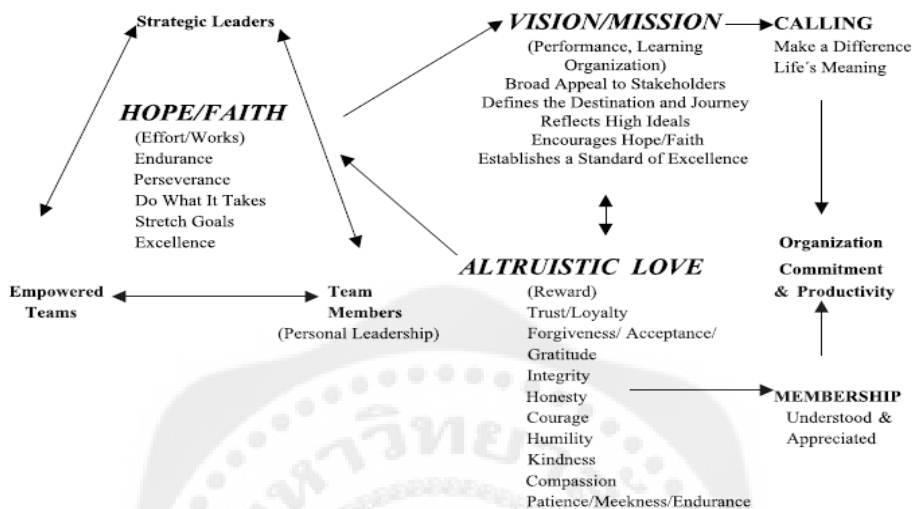 Strategic Leaders
HOPE/FAITH
(Effort/Works)
Endurance
Perseverance
Do What It Takes
Stretch Goals
Excellence
Empowered
Teams
Team
Members
(Personal Leadership)
VISION/MISSION
(Performance, Learning
Organization)
Broad Appeal to Stakeholders
Defines the Destination and Journey
Reflects High Ideals
Encourages Hope/Faith
Establishes a Standard of Excellence
ALTRUISTIC LOVE
(Reward)
Trust/Loyalty
Forgiveness/ Acceptance/
Gratitude
Integrity
Honesty
Courage
Humility
Kindness
Compassion
Patience/Meekness/Endurance
CALLING
Make a Difference
Life´s Meaning
Organization
Commitment
& Productivity
MEMBERSHIP
Understood &
Appreciated